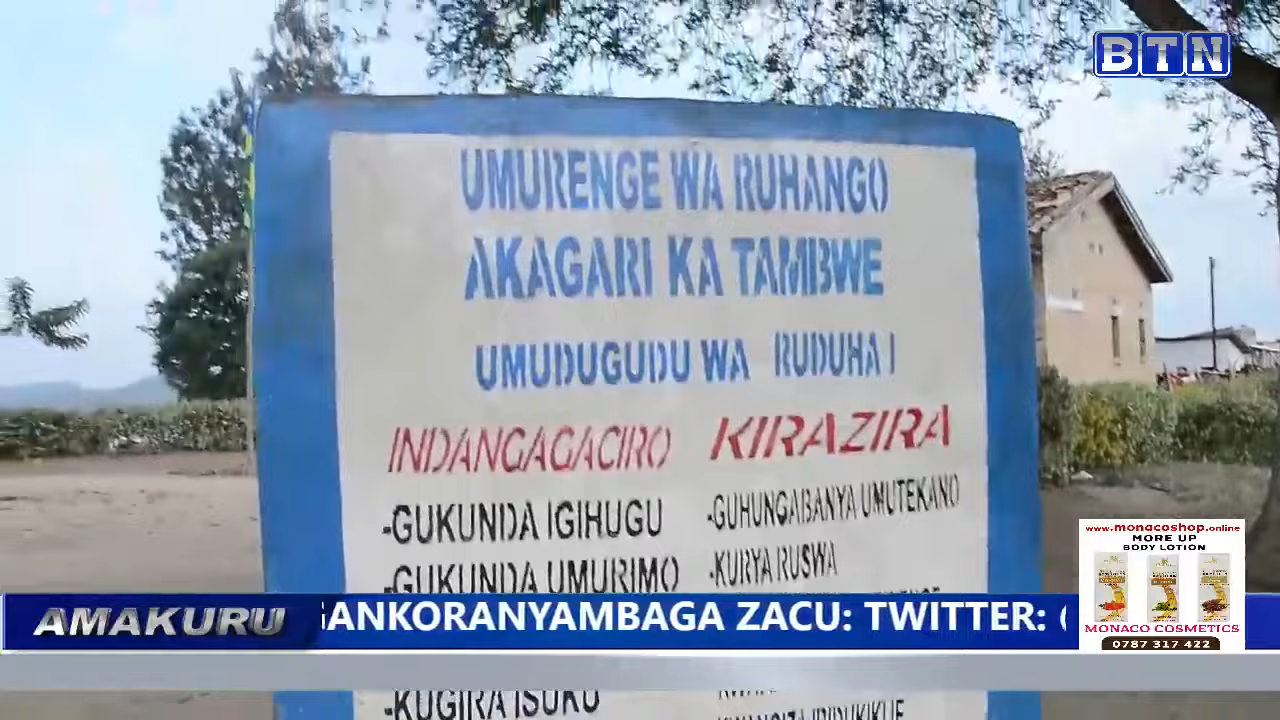 BTN
UMURENGE WA RUHANGO
AKAGARI KA TAMBWE
UMUDUGUDU WA RUDUHA I
INDANGAGACIRO KIRAZIRA
-GUKUNDA IGIHUGU -GUHUNGABANYA UMUTEKANO
-GUKUNDA UMURIMO -KURYA RUSWA
AMAKURU GANKORANYAMBAGA ZACU: TWITTER:
-KUGIRA ISUKU
www.monacoshop.online
MORE UP
BODY LOTION
MONACO COSMETICS
0787 317 422